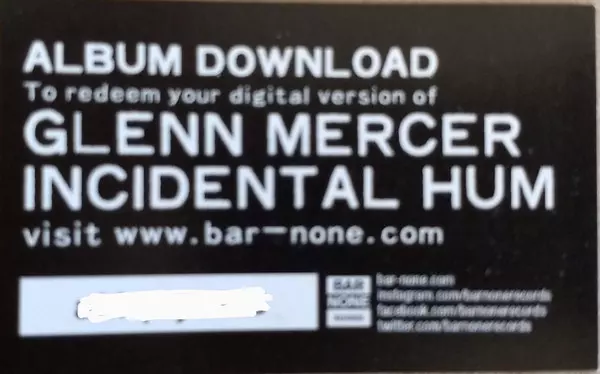 ALBUM DOWNLOAD
To redeem your digital version of
GLENN MERCER
INCIDENTAL HUM
visit www.bar-none.com
BAR
NONE
bar-none.com
instagram.com/barnonerecords
facebook.com/barnonerecords
twitter.com/barnonerecords